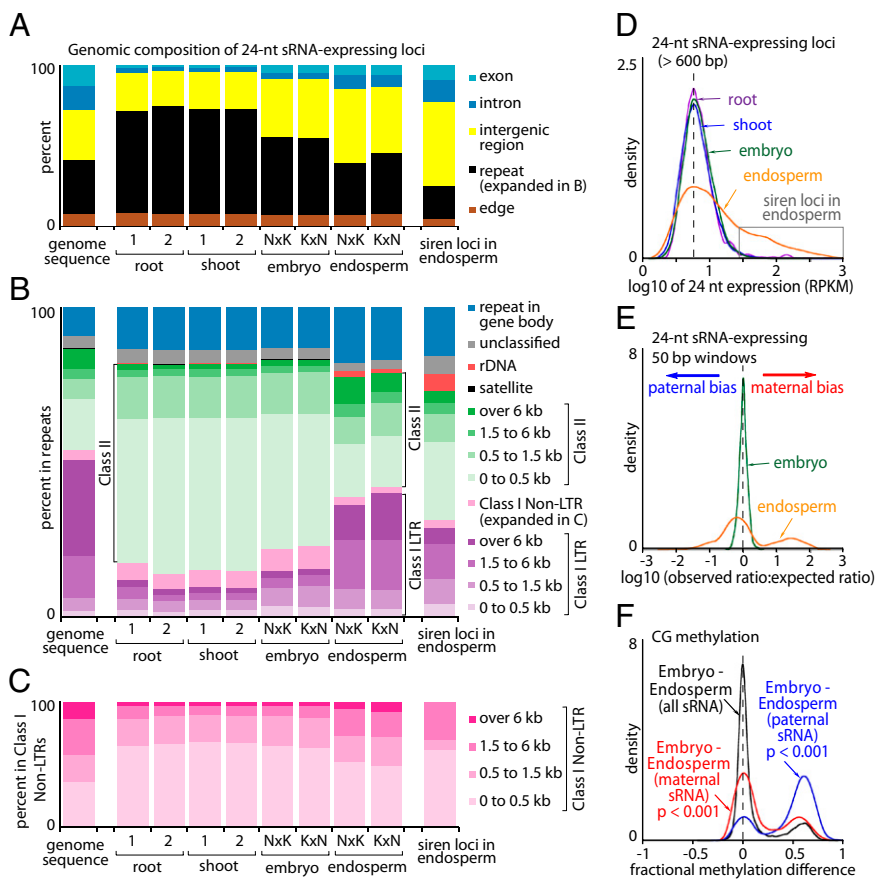 A
Genomic composition of 24-nt sRNA-expressing loci
100
percent
0
exon
intron
intergenic
region
repeat
(expanded in B)
edge
genome
sequence
1 2 1 2 NxK KxN NxK KxN
root shoot embryo endosperm
siren loci in
endosperm
B
100
percent in repeats
0
Class II
Class II
Class I LTR
repeat in
gene body
unclassified
rDNA
satellite
over 6 kb
1.5 to 6 kb
0.5 to 1.5 kb
0 to 0.5 kb
Class II
Class I Non-LTR
(expanded in C)
over 6 kb
1.5 to 6 kb
0.5 to 1.5 kb
0 to 0.5 kb
Class I LTR
genome
sequence
1 2 1 2 NxK KxN NxK KxN
root shoot embryo endosperm
siren loci in
endosperm
C
100
percent in Class I
Non-LTRs
0
over 6 kb
1.5 to 6 kb
0.5 to 1.5 kb
0 to 0.5 kb
Class I Non-LTR
genome
sequence
1 2 1 2 NxK KxN NxK KxN
root shoot embryo endosperm
siren loci in
endosperm
D
24-nt sRNA-expressing loci
(> 600 bp)
2.5
density
0
root
shoot
embryo
endosperm
siren loci in
endosperm
0 1 2 3
log10 of 24 nt expression (RPKM)
E
24-nt sRNA-expressing
50 bp windows
8
density
0
paternal bias
maternal bias
embryo
endosperm
-3 -2 -1 0 1 2 3
log10 (observed ratio:expected ratio)
F
CG methylation
8
density
0
Embryo -
Endosperm
(all sRNA)
Embryo -
Endosperm
(paternal
sRNA)
p < 0.001
Embryo -
Endosperm
(maternal
sRNA)
p < 0.001
-1 0 0.5 1
fractional methylation difference